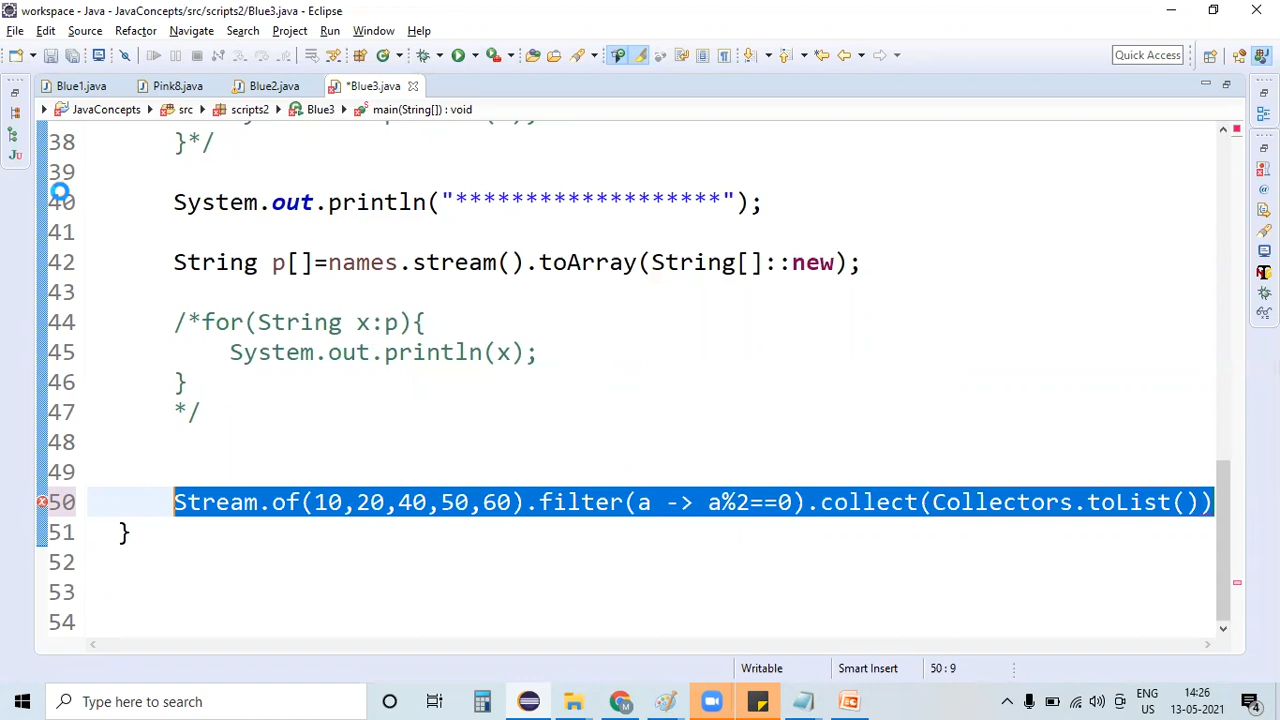 workspace - Java - JavaConcepts/src/scripts2/Blue3.java - Eclipse
File Edit Source Refactor Navigate Search Project Run Window Help
Quick Access
Blue1.java Pink8.java Blue2.java *Blue3.java
JavaConcepts src scripts2 Blue3 main(String[]) : void
38 }*/
39
40 System.out.println("*******************");
41
42 String p[]=names.stream().toArray(String[]::new);
43
44 /*for(String x:p){
45 System.out.println(x);
46 }
47 */
48
49
50 Stream.of(10,20,40,50,60).filter(a -> a%2==0).collect(Collectors.toList())
51 }
52
53
54
Writable Smart Insert 50 : 9
Type here to search
ENG US
14:26
13-05-2021
4